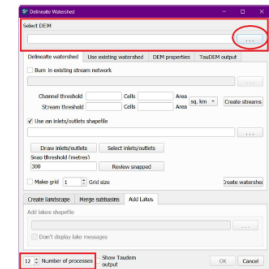 Delineate Watershed
Select DEM
...
Delineate watershed Use existing watershed DEM properties TauDEM output
Burn in existing stream network
...
Channel threshold Cells Area
sq. km Create streams
Stream threshold Cells Area
Use an inlets/outlets shapefile
...
Draw inlets/outlets Select inlets/outlets
Snap threshold (metres)
300 Review snapped
Make grid 1 Grid size Create watershed
Create landscape Merge subbasins Add Lakes
Add lakes shapefile
...
Don't display lake messages
12 Number of processes Show Taudem output OK Cancel